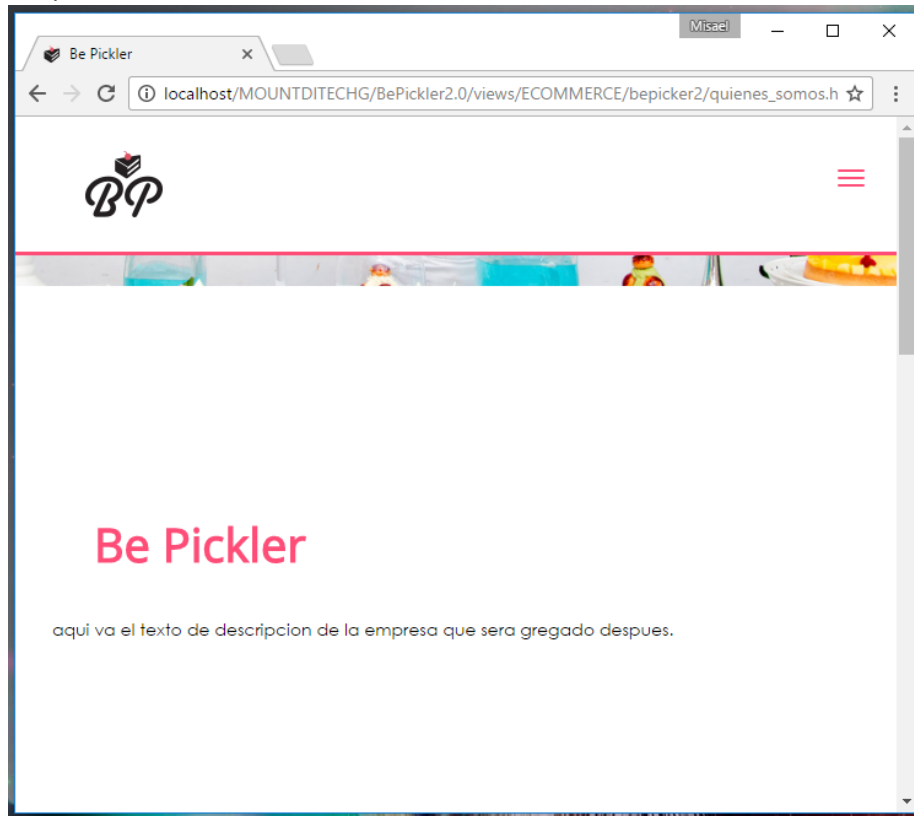 Misael
Be Pickler
localhost/MOUNTDITECHG/BePickler2.0/views/ECOMMERCE/bepicker2/quienes_somos.h
BP
Be Pickler
aqui va el texto de descripcion de la empresa que sera gregado despues.